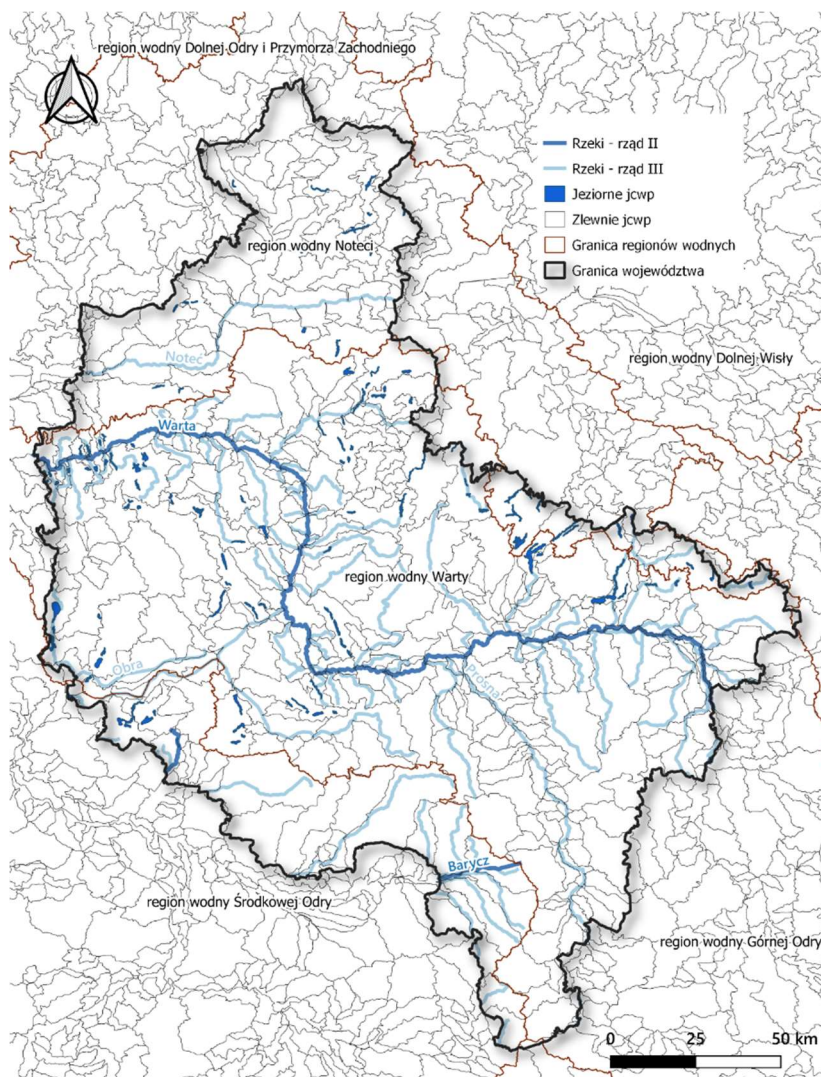 region wodny Dolnej Odry i Przymorza Zachodniego
Rzeki - rząd II
Rzeki - rząd III
Jeziorne jcwp
Zlewnie jcwp
Granica regionów wodnych
Granica województwa
region wodny Noteci
Noteć
region wodny Dolnej Wisły
Warta
region wodny Warty
Obra
Prosna
Barycz
region wodny Środkowej Odry
region wodny Górnej Odry
0 25 50 km